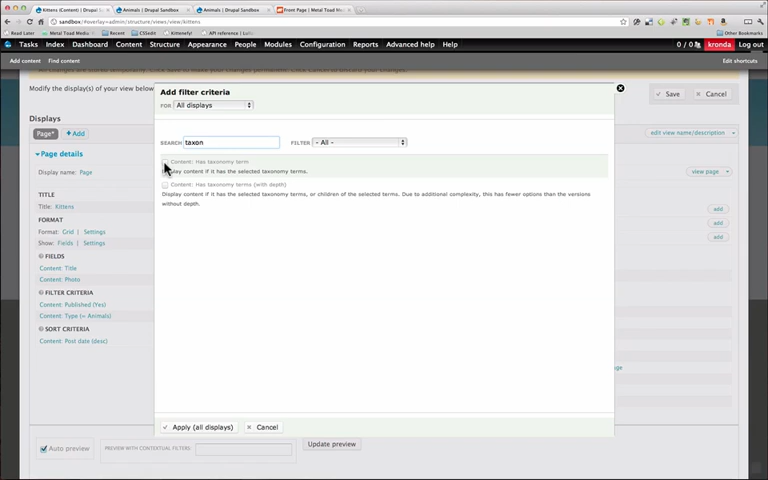 Kittens (Content) | Drupal San
Animals | Drupal Sandbox
Animals | Drupal Sandbox
Front Page | Metal Toad Me
sandbox/#overlay=admin/structure/views/view/kittens
Read Later
Metal Toad Media
Recent
CSSedit
Kittenefy!
API reference | Lull
Other Bookmarks
Tasks Index Dashboard Content Structure Appearance People Modules Configuration Reports Advanced help Help
0 / 0 kronda Log out
Add content Find content
Edit shortcuts
Modify the display(s) of your view below
Save
Cancel
Displays
Page*
Add
edit view name/description
Page details
Display name: Page
view page
TITLE
Title: Kittens
FORMAT
Format: Grid | Settings
Show: Fields | Settings
FIELDS
Content: Title
Content: Photo
FILTER CRITERIA
Content: Published (Yes)
Content: Type (= Animals)
SORT CRITERIA
Content: Post date (desc)
add
add
add
Add filter criteria
FOR All displays
SEARCH taxon
FILTER - All -
Content: Has taxonomy term
Display content if it has the selected taxonomy terms.
Content: Has taxonomy terms (with depth)
Display content if it has the selected taxonomy terms, or children of the selected terms. Due to additional complexity, this has fewer options than the versions
without depth.
Apply (all displays)
Cancel
Auto preview
PREVIEW WITH CONTEXTUAL FILTERS:
Update preview